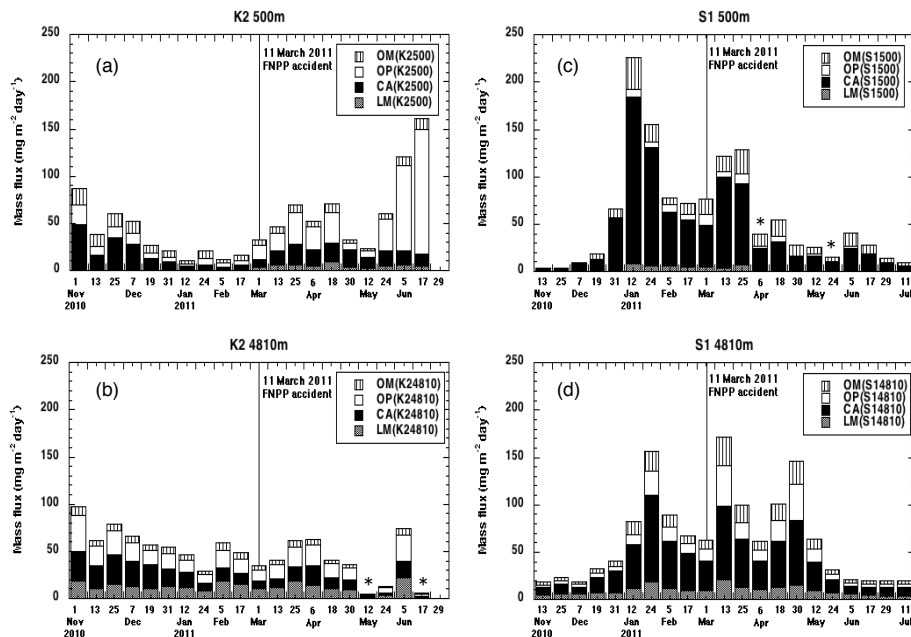 K2 500m
Mass flux (mg m-2 day-1)
250
200
150
100
50
0
(a)
11 March 2011
FNPP accident
OM(K2500)
OP(K2500)
CA(K2500)
LM(K2500)
1 13 25 7 19 31 12 24 5 17 1 13 25 6 18 30 12 24 5 17 29
Nov Dec Jan Feb Mar Apr May Jun
2010 2011
S1 500m
Mass flux (mg m-2 day-1)
250
200
150
100
50
0
(c)
11 March 2011
FNPP accident
OM(S1500)
OP(S1500)
CA(S1500)
LM(S1500)
*
*
13 25 7 19 31 12 24 5 17 1 13 25 6 18 30 12 24 5 17 29 11
Nov Dec Jan Feb Mar Apr May Jun Jul
2010 2011
K2 4810m
Mass flux (mg m-2 day-1)
250
200
150
100
50
0
(b)
11 March 2011
FNPP accident
OM(K24810)
OP(K24810)
CA(K24810)
LM(K24810)
*
*
1 13 25 7 19 31 12 24 5 17 1 13 25 6 18 30 12 24 5 17 29
Nov Dec Jan Feb Mar Apr May Jun
2010 2011
S1 4810m
Mass flux (mg m-2 day-1)
250
200
150
100
50
0
(d)
11 March 2011
FNPP accident
OM(S14810)
OP(S14810)
CA(S14810)
LM(S14810)
13 25 7 19 31 12 24 5 17 1 13 25 6 18 30 12 24 5 17 29 11
Nov Dec Jan Feb Mar Apr May Jun Jul
2010 2011